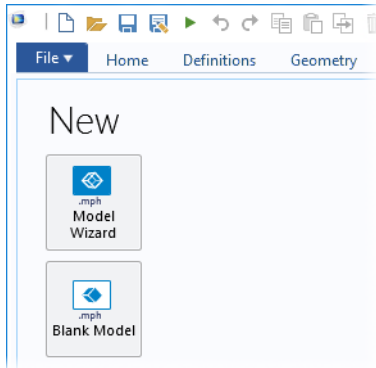 File Home Definitions Geometry
New
.mph
Model
Wizard
.mph
Blank Model